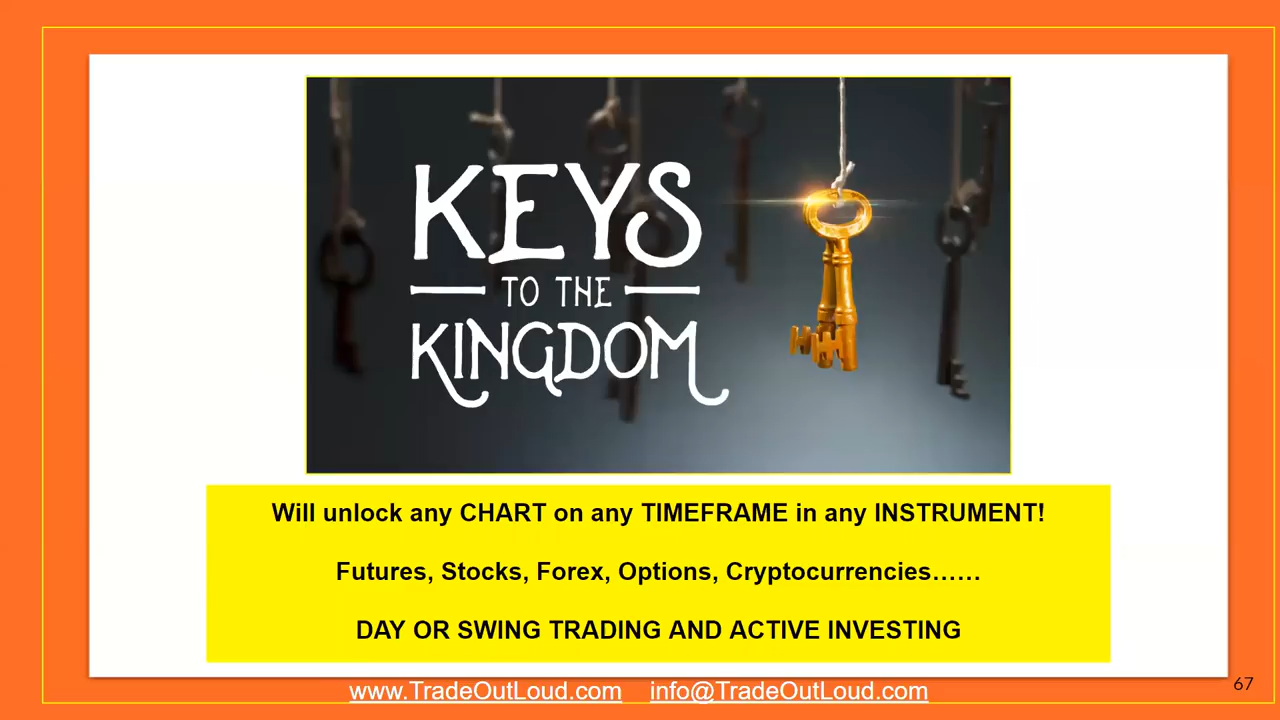 KEYS
TO THE
KINGDOM
Will unlock any CHART on any TIMEFRAME in any INSTRUMENT!
Futures, Stocks, Forex, Options, Cryptocurrencies……
DAY OR SWING TRADING AND ACTIVE INVESTING
www.TradeOutLoud.com info@TradeOutLoud.com
67